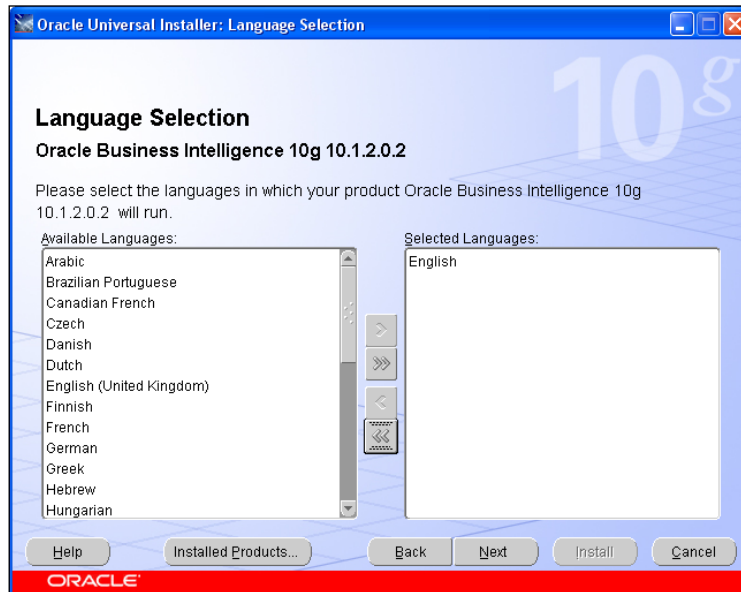 Oracle Universal Installer: Language Selection
10g
Language Selection
Oracle Business Intelligence 10g 10.1.2.0.2
Please select the languages in which your product Oracle Business Intelligence 10g
10.1.2.0.2 will run.
Available Languages:
Arabic
Brazilian Portuguese
Canadian French
Czech
Danish
Dutch
English (United Kingdom)
Finnish
French
German
Greek
Hebrew
Hungarian
Selected Languages:
English
Help
Installed Products...
Back
Next
Install
Cancel
ORACLE